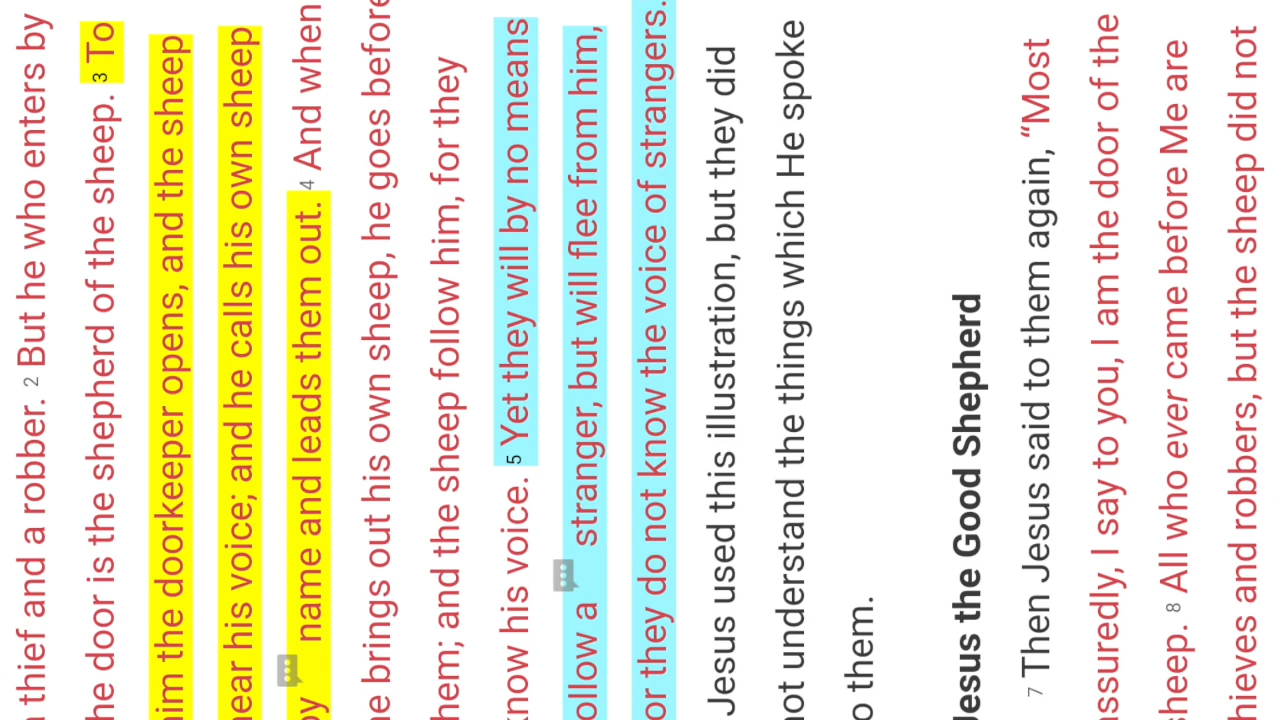 thief and a robber. 2 But he who enters by
he door is the shepherd of the sheep. 3 To
him the doorkeeper opens, and the sheep
hear his voice; and he calls his own sheep
by name and leads them out. 4 And when
he brings out his own sheep, he goes before
hem; and the sheep follow him, for they
know his voice. 5 Yet they will by no means
follow a stranger, but will flee from him,
for they do not know the voice of strangers.”
Jesus used this illustration, but they did
not understand the things which He spoke
o them.
Jesus the Good Shepherd
7 Then Jesus said to them again, “Most
assuredly, I say to you, I am the door of the
sheep. 8 All who ever came before Me are
hieves and robbers, but the sheep did not